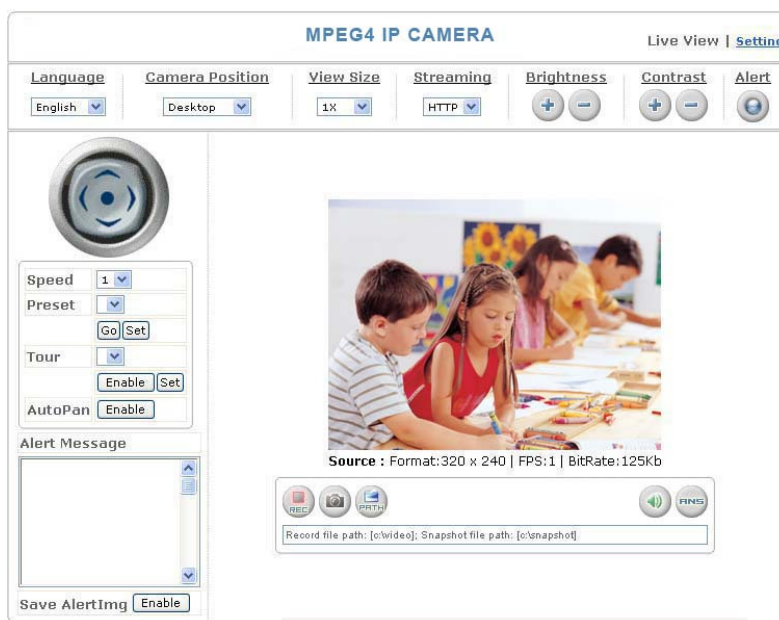 MPEG4 IP CAMERA
Live View | Setting
Language Camera Position View Size Streaming Brightness Contrast Alert
English Desktop 1X HTTP
Speed 1
Preset
Go Set
Tour
Enable Set
AutoPan Enable
Alert Message
Save AlertImg Enable
Source : Format:320 x 240 | FPS:1 | BitRate:125Kb
REC PATH ANS
Record file path: [c:\video]; Snapshot file path: [c:\snapshot]